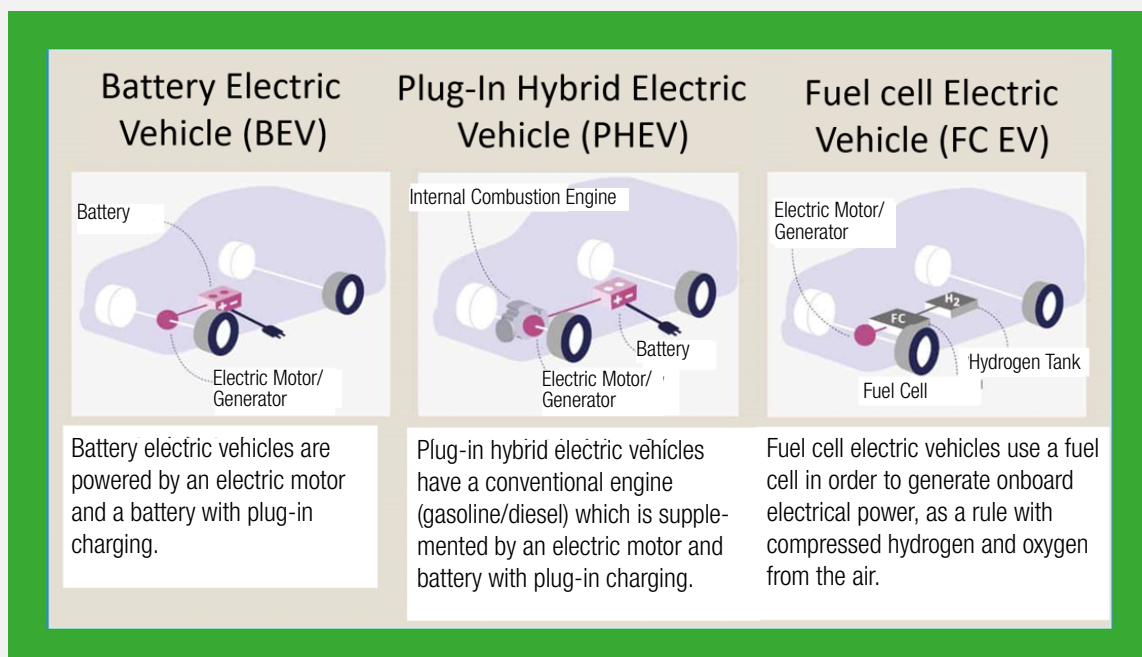 Battery Electric
Vehicle (BEV)
Battery
+ -
Electric Motor/
Generator
Battery electric vehicles are
powered by an electric motor
and a battery with plug-in
charging.
Plug-In Hybrid Electric
Vehicle (PHEV)
Internal Combustion Engine
+ -
Battery
Electric Motor/
Generator
Plug-in hybrid electric vehicles
have a conventional engine
(gasoline/diesel) which is supple-
mented by an electric motor and
battery with plug-in charging.
Fuel cell Electric
Vehicle (FC EV)
Electric Motor/
Generator
H2
FC
Hydrogen Tank
Fuel Cell
Fuel cell electric vehicles use a fuel
cell in order to generate onboard
electrical power, as a rule with
compressed hydrogen and oxygen
from the air.